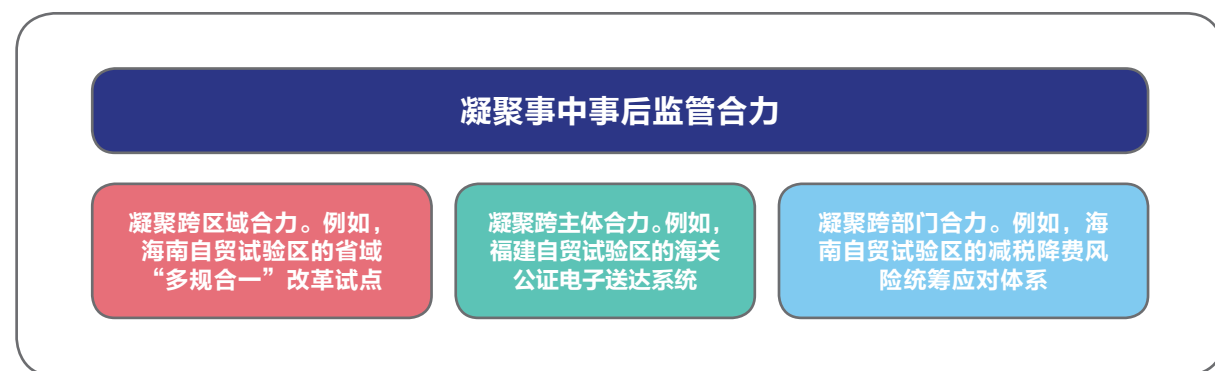 凝聚事中事后监管合力
凝聚跨区域合力。例如，
海南自贸试验区的省域
“多规合一”改革试点
凝聚跨主体合力。例如，
福建自贸试验区的海关
公证电子送达系统
凝聚跨部门合力。例如，海
南自贸试验区的减税降费风
险统筹应对体系